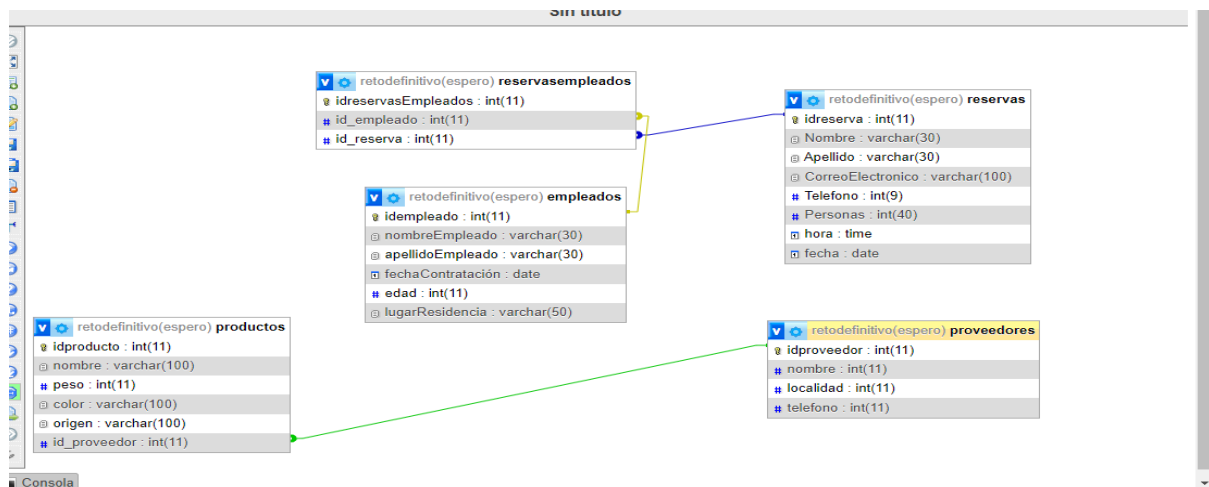 Sin título
retodefinitivo(espero) reservasempleados
idreservasEmpleados : int(11)
id_empleado : int(11)
id_reserva : int(11)
retodefinitivo(espero) reservas
idreserva : int(11)
Nombre : varchar(30)
Apellido : varchar(30)
CorreoElectronico : varchar(100)
Telefono : int(9)
Personas : int(40)
hora : time
fecha : date
retodefinitivo(espero) empleados
idempleado : int(11)
nombreEmpleado : varchar(30)
apellidoEmpleado : varchar(30)
fechaContratación : date
edad : int(11)
lugarResidencia : varchar(50)
retodefinitivo(espero) productos
idproducto : int(11)
nombre : varchar(100)
peso : int(11)
color : varchar(100)
origen : varchar(100)
id_proveedor : int(11)
retodefinitivo(espero) proveedores
idproveedor : int(11)
nombre : int(11)
localidad : int(11)
telefono : int(11)
Consola